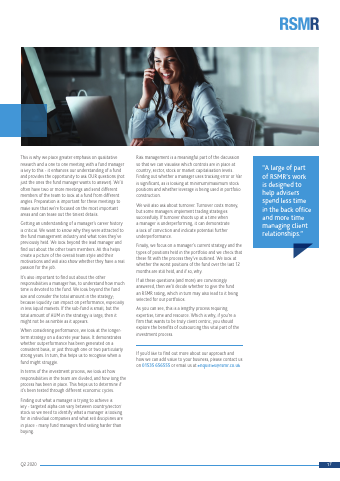 RSMR
This is why we place greater emphasis on qualitative
research and a one to one meeting with a fund manager
is key to this - it enhances our understanding of a fund
and provides the opportunity to ask OUR questions (not
just the ones the fund manager wants to answer). We'll
often have two or more meetings and send different
members of the team to look at a fund from different
angles. Preparation is important for these meetings to
make sure that we're focused on the most important
areas and can tease out the latest details.
Getting an understanding of a manager's career history
is critical. We want to know why they were attracted to
the fund management industry and what roles they've
previously held. We look beyond the lead manager and
find out about the other team members. All this helps
create a picture of the overall team style and their
motivations and we also know whether they have a real
passion for the job.
It's also important to find out about the other
responsibilities a manager has, to understand how much
time is devoted to the fund. We look beyond the fund
size and consider the total amount in the strategy,
because liquidity can impact on performance, especially
in less liquid markets. If the sub-fund is small, but the
total amount of AUM in the strategy is large, then it
might not be as nimble as it appears.
When considering performance, we look at the longer-
term strategy on a discrete year basis. It demonstrates
whether outperformance has been generated on a
consistent basis, or just through one or two particularly
strong years. In turn, this helps us to recognise when a
fund might struggle.
In terms of the investment process, we look at how
responsibilities in the team are divided, and how long the
process has been in place. This helps us to determine if
it's been tested through different economic cycles.
Finding out what a manager is trying to achieve is
key - targeted alpha can vary between country/sector/
stock so we need to identify what a manager is looking
for in individual companies and what sell disciplines are
in place - many fund managers find selling harder than
buying.
Risk management is a meaningful part of the discussion
so that we can visualise which controls are in place at
country, sector, stock or market capitalisation levels.
Finding out whether a manager uses tracking error or VaR
is significant, as is looking at minimum/maximum stock
positions and whether leverage is being used in portfolio
construction.
We also ask about turnover. Turnover costs money,
but some managers implement trading strategies
successfully. If turnover shoots up at a time when
a manager is underperforming, it can demonstrate
a loss of conviction and indicate potential further
underperformance.
Finally, we focus on a manager's current strategy and the
types of positions held in the portfolio and we check that
these fit with the process they've outlined. We look at
whether the worst positions of the fund over the last 12
months are still held, and if so, why.
If all these questions (and more) are convincingly
answered, then we'll decide whether to give the fund
an RSMR rating, which in turn may also lead to it being
selected for our portfolios.
As you can see, this is a lengthy process requiring
expertise, time and resource. Which is why, if you're a
firm that wants to be truly client centric, you should
explore the benefits of outsourcing this vital part of the
investment process.
If you'd like to find out more about our approach and
how we can add value to your business, please contact us
on 01535 656555 or email us at enquiries@rsmr.co.uk
"A large part
of RSMR's work
is designed to
help advisers
spend less time
in the back office
and more time
managing client
relationships."
Q2 2020
17